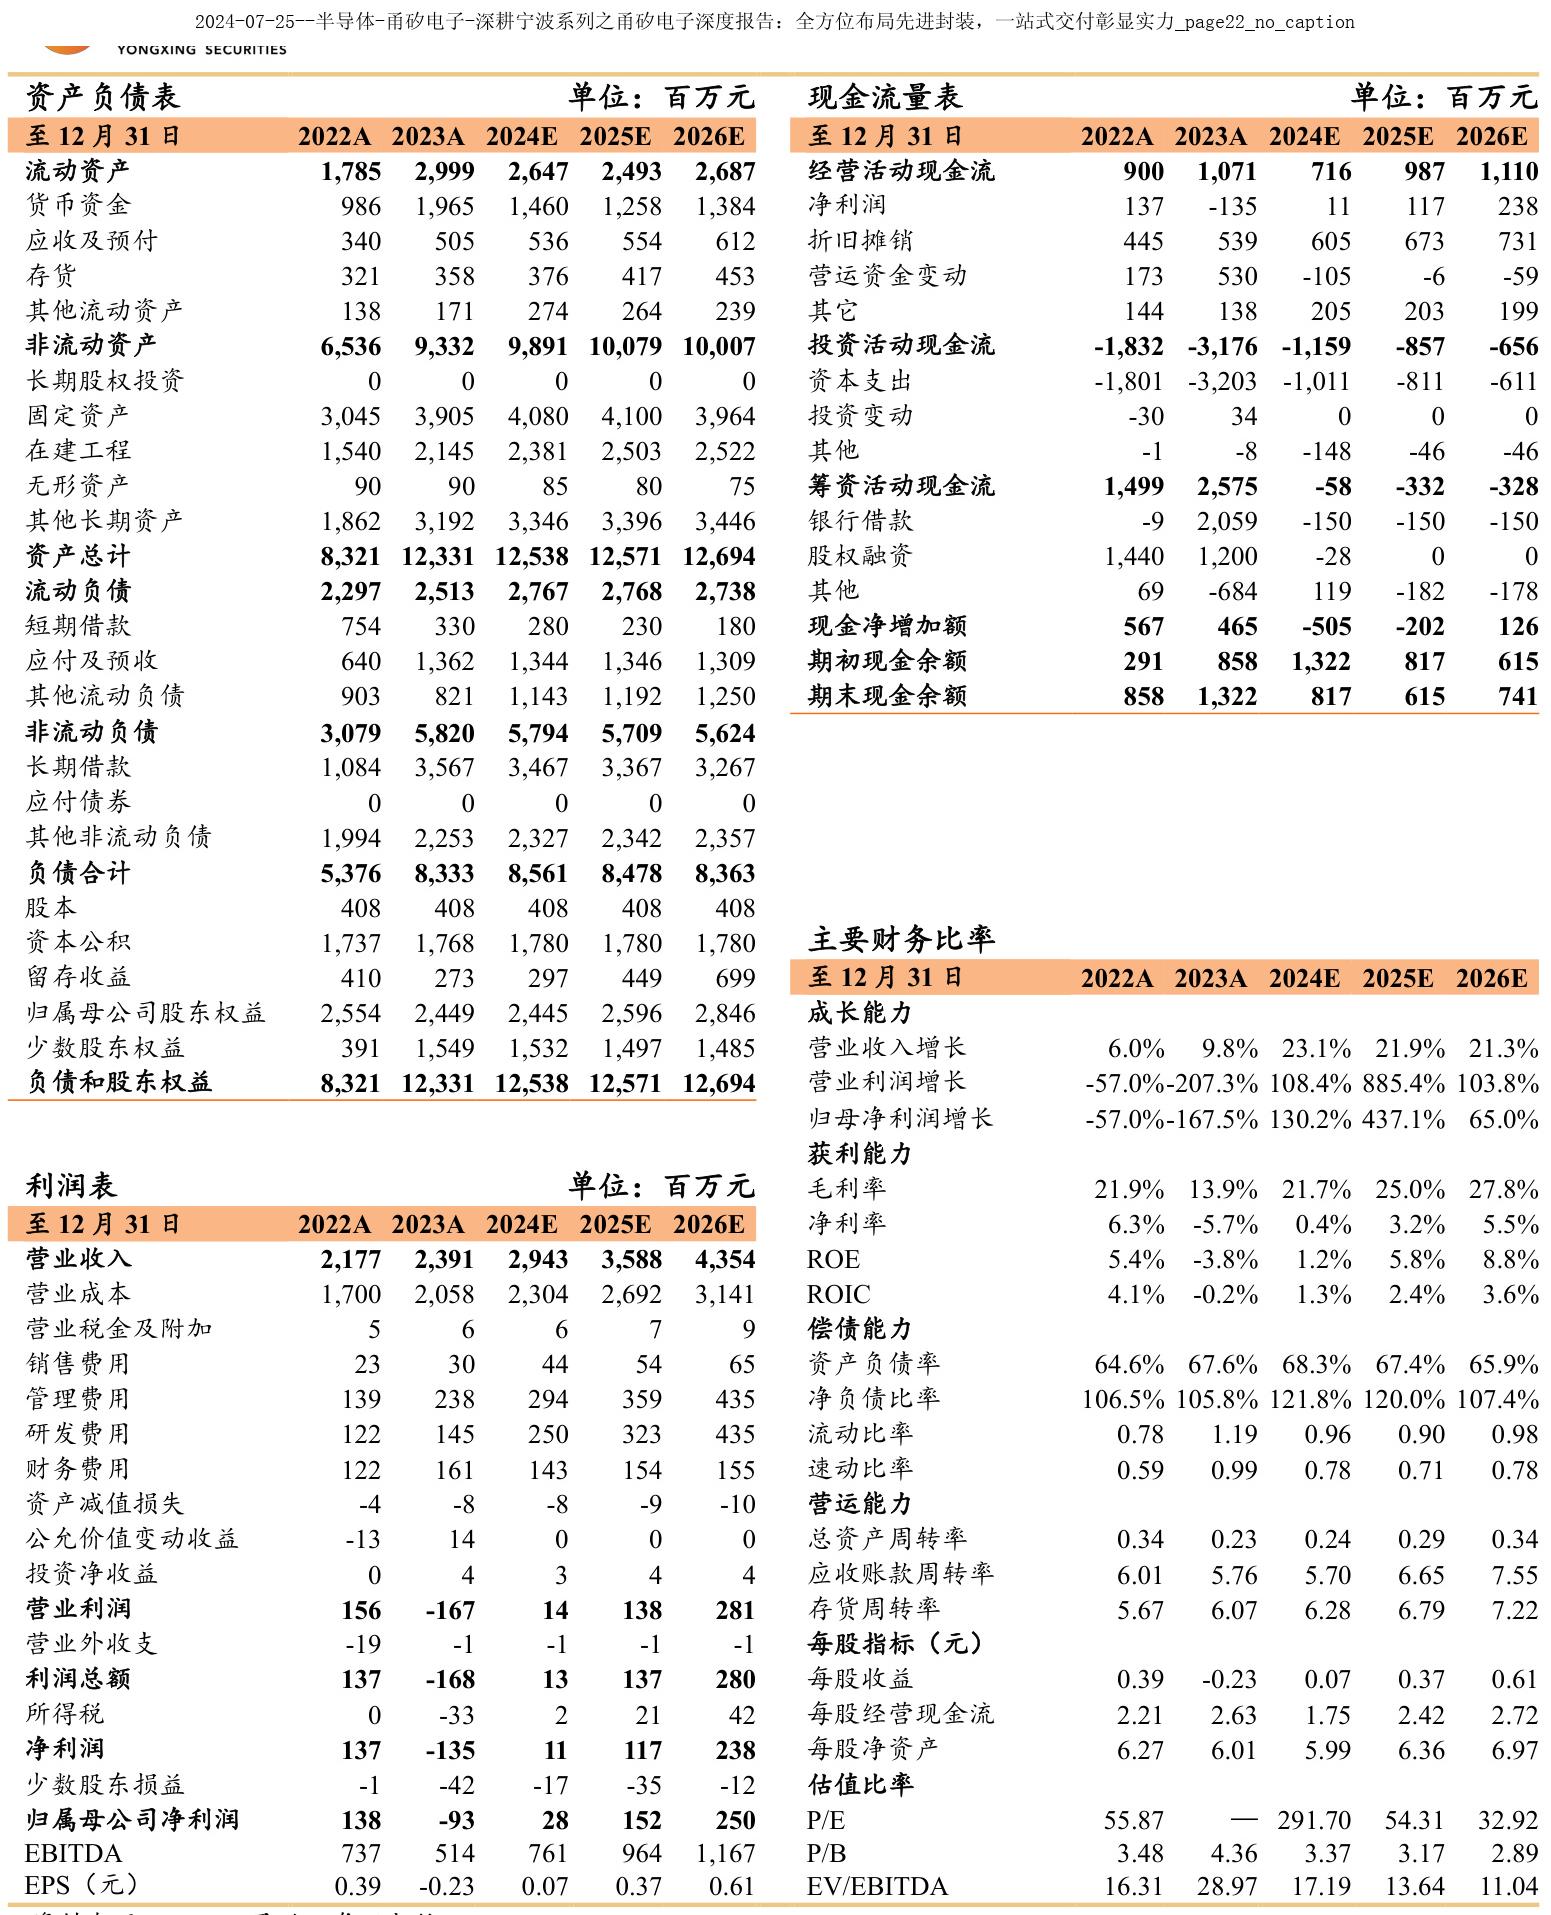 2024-07-25--半导体-甬矽电子-深耕宁波系列之甬矽电子深度报告：全方位布局先进封装，一站式交付彰显实力_page22_no_caption
YONGXING SECURITIES
资产负债表 单位：百万元
至 12 月 31 日 2022A 2023A 2024E 2025E 2026E
流动资产 1,785 2,999 2,647 2,493 2,687
货币资金 986 1,965 1,460 1,258 1,384
应收及预付 340 505 536 554 612
存货 321 358 376 417 453
其他流动资产 138 171 274 264 239
非流动资产 6,536 9,332 9,891 10,079 10,007
长期股权投资 0 0 0 0 0
固定资产 3,045 3,905 4,080 4,100 3,964
在建工程 1,540 2,145 2,381 2,503 2,522
无形资产 90 90 85 80 75
其他长期资产 1,862 3,192 3,346 3,396 3,446
资产总计 8,321 12,331 12,538 12,571 12,694
流动负债 2,297 2,513 2,767 2,768 2,738
短期借款 754 330 280 230 180
应付及预收 640 1,362 1,344 1,346 1,309
其他流动负债 903 821 1,143 1,192 1,250
非流动负债 3,079 5,820 5,794 5,709 5,624
长期借款 1,084 3,567 3,467 3,367 3,267
应付债券 0 0 0 0 0
其他非流动负债 1,994 2,253 2,327 2,342 2,357
负债合计 5,376 8,333 8,561 8,478 8,363
股本 408 408 408 408 408
资本公积 1,737 1,768 1,780 1,780 1,780
留存收益 410 273 297 449 699
归属母公司股东权益 2,554 2,449 2,445 2,596 2,846
少数股东权益 391 1,549 1,532 1,497 1,485
负债和股东权益 8,321 12,331 12,538 12,571 12,694
利润表 单位：百万元
至 12 月 31 日 2022A 2023A 2024E 2025E 2026E
营业收入 2,177 2,391 2,943 3,588 4,354
营业成本 1,700 2,058 2,304 2,692 3,141
营业税金及附加 5 6 6 7 9
销售费用 23 30 44 54 65
管理费用 139 238 294 359 435
研发费用 122 145 250 323 435
财务费用 122 161 143 154 155
资产减值损失 -4 -8 -8 -9 -10
公允价值变动收益 -13 14 0 0 0
投资净收益 0 4 3 4 4
营业利润 156 -167 14 138 281
营业外收支 -19 -1 -1 -1 -1
利润总额 137 -168 13 137 280
所得税 0 -33 2 21 42
净利润 137 -135 11 117 238
少数股东损益 -1 -42 -17 -35 -12
归属母公司净利润 138 -93 28 152 250
EBITDA 737 514 761 964 1,167
EPS（元） 0.39 -0.23 0.07 0.37 0.61
现金流量表 单位：百万元
至 12 月 31 日 2022A 2023A 2024E 2025E 2026E
经营活动现金流 900 1,071 716 987 1,110
净利润 137 -135 11 117 238
折旧摊销 445 539 605 673 731
营运资金变动 173 530 -105 -6 -59
其它 144 138 205 203 199
投资活动现金流 -1,832 -3,176 -1,159 -857 -656
资本支出 -1,801 -3,203 -1,011 -811 -611
投资变动 -30 34 0 0 0
其他 -1 -8 -148 -46 -46
筹资活动现金流 1,499 2,575 -58 -332 -328
银行借款 -9 2,059 -150 -150 -150
股权融资 1,440 1,200 -28 0 0
其他 69 -684 119 -182 -178
现金净增加额 567 465 -505 -202 126
期初现金余额 291 858 1,322 817 615
期末现金余额 858 1,322 817 615 741
主要财务比率
至 12 月 31 日 2022A 2023A 2024E 2025E 2026E
成长能力
营业收入增长 6.0% 9.8% 23.1% 21.9% 21.3%
营业利润增长 -57.0% -207.3% 108.4% 885.4% 103.8%
归母净利润增长 -57.0% -167.5% 130.2% 437.1% 65.0%
获利能力
毛利率 21.9% 13.9% 21.7% 25.0% 27.8%
净利率 6.3% -5.7% 0.4% 3.2% 5.5%
ROE 5.4% -3.8% 1.2% 5.8% 8.8%
ROIC 4.1% -0.2% 1.3% 2.4% 3.6%
偿债能力
资产负债率 64.6% 67.6% 68.3% 67.4% 65.9%
净负债比率 106.5% 105.8% 121.8% 120.0% 107.4%
流动比率 0.78 1.19 0.96 0.90 0.98
速动比率 0.59 0.99 0.78 0.71 0.78
营运能力
总资产周转率 0.34 0.23 0.24 0.29 0.34
应收账款周转率 6.01 5.76 5.70 6.65 7.55
存货周转率 5.67 6.07 6.28 6.79 7.22
每股指标（元）
每股收益 0.39 -0.23 0.07 0.37 0.61
每股经营现金流 2.21 2.63 1.75 2.42 2.72
每股净资产 6.27 6.01 5.99 6.36 6.97
估值比率
P/E 55.87 — 291.70 54.31 32.92
P/B 3.48 4.36 3.37 3.17 2.89
EV/EBITDA 16.31 28.97 17.19 13.64 11.04